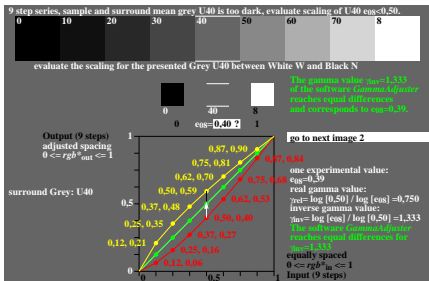 9 step series, sample and surround mean grey U40 is too dark, evaluate scaling of U40 e0S<0,50.
0 10 20 30 40 50 60 70 8
evaluate the scaling for the presented Grey U40 between White W and Black N
0 40 8
0 e0S= 0,40 ? 1
The gamma value γinv=1,333
of the software GammaAdjuster
reaches equal differences
and corresponds to e0S=0,39.
Output (9 steps)
adjusted spacing
0 <= rgb*out <= 1
surround Grey: U40
1
0,5
0
0,87, 0,90
0,75, 0,81
0,62, 0,70
0,50, 0,59
0,37, 0,48
0,25, 0,35
0,12, 0,21
0,87, 0,84
0,75, 0,68
0,62, 0,53
0,50, 0,40
0,37, 0,27
0,25, 0,16
0,12, 0,06
0 0,5 1
go to next image 2
one experimental value:
e0S=0,39
real gamma value:
γrel= log [0,50] / log [e0S] =0,750
inverse gamma value:
γinv= log [e0S] / log [0,50] =1,333
The software GammaAdjuster
reaches equal differences for
γinv=1,333
equally spaced
0 <= rgb*in <= 1
Input (9 steps)